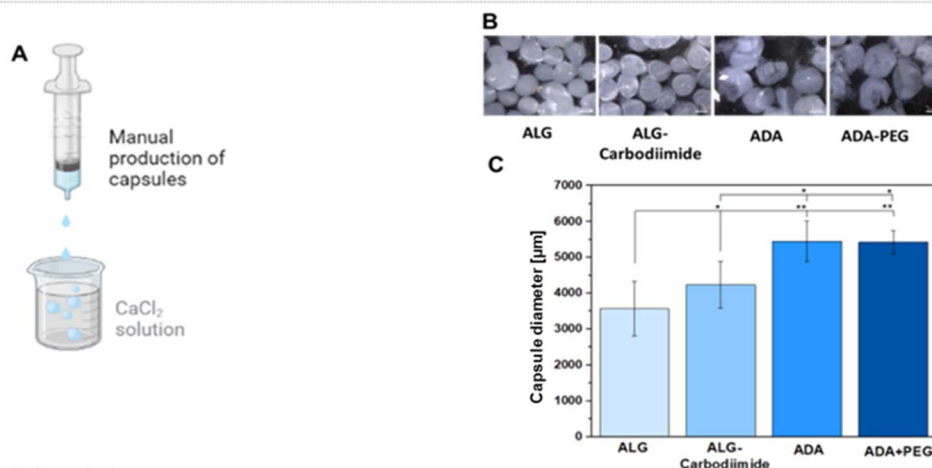 A
Manual
production of
capsules
CaCl₂
solution
B
ALG
ALG-
Carbodiimide
ADA
ADA-PEG
C
Capsule diameter [µm]
7000
6000
5000
4000
3000
2000
1000
0
* *
* ** **
ALG
ALG-
Carbodiimide
ADA
ADA+PEG